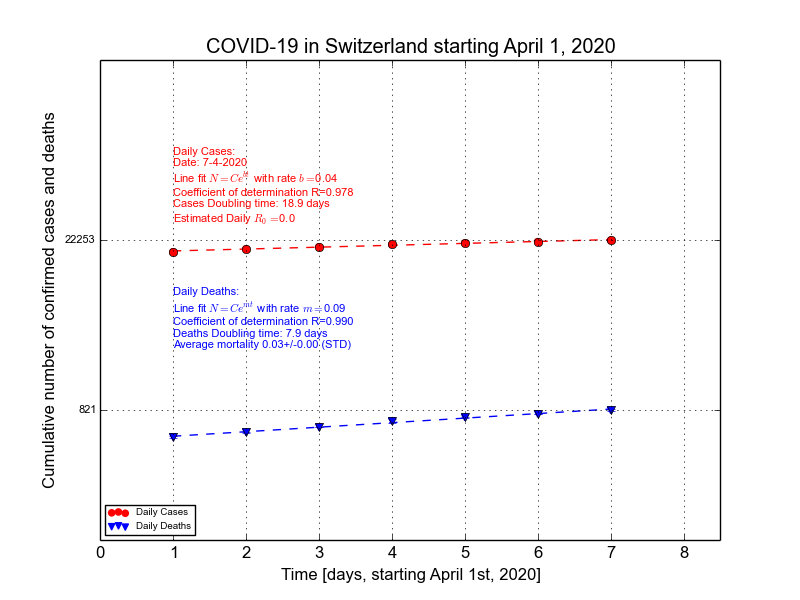 COVID-19 in Switzerland starting April 1, 2020
Cumulative number of confirmed cases and deaths
Daily Cases:
Date: 7-4-2020
Line fit N = Ce^{bt} with rate b = 0.04
Coefficient of determination R=0.978
Cases Doubling time: 18.9 days
Estimated Daily R_0 = 0.0
22253
Daily Deaths:
Line fit N = Ce^{mt} with rate m = 0.09
Coefficient of determination R=0.990
Deaths Doubling time: 7.9 days
Average mortality 0.03+/-0.00 (STD)
821
Daily Cases
Daily Deaths
0 1 2 3 4 5 6 7 8
Time [days, starting April 1st, 2020]